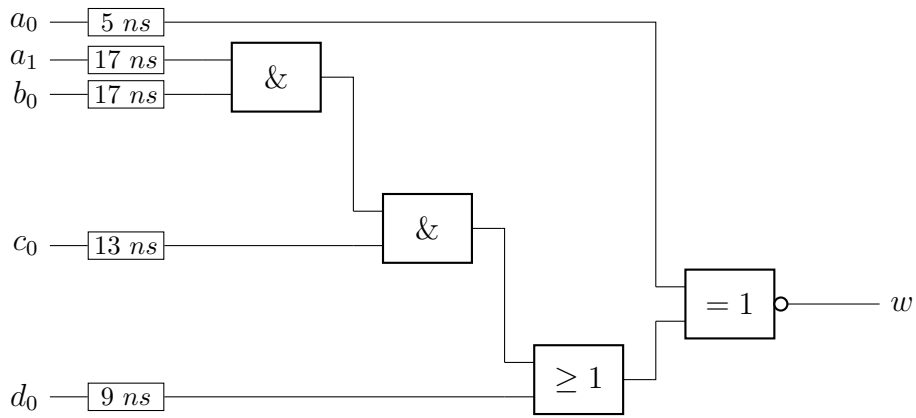 a₀ 5 ns
a₁ 17 ns
b₀ 17 ns
&
&
c₀ 13 ns
= 1
w
≥ 1
d₀ 9 ns